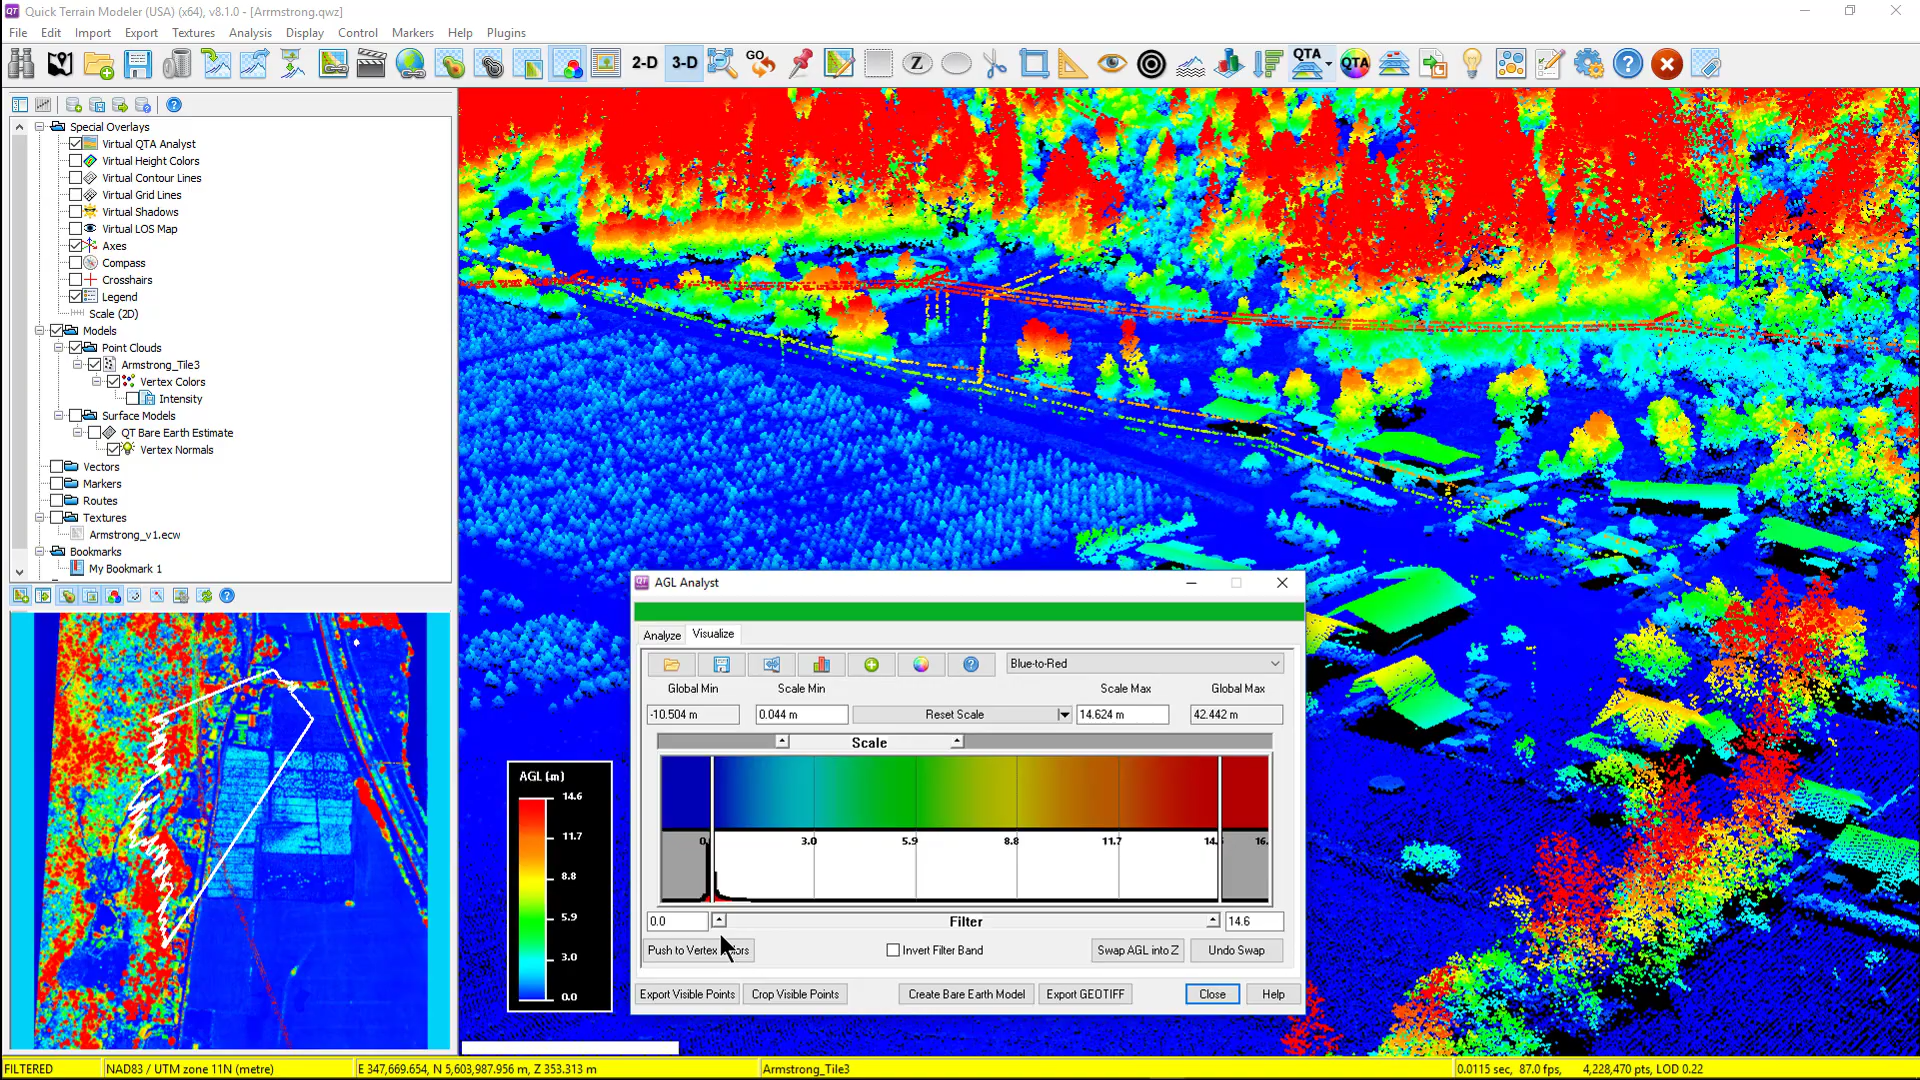 Quick Terrain Modeler (USA) (x64), v8.1.0 - [Arrmstrong.qwz]
File Edit Import Export Textures Analysis Display Control Markers Help Plugins
2-D 3-D GO QTA QTA
Special Overlays
Virtual QTA Analyst
Virtual Height Colors
Virtual Contour Lines
Virtual Grid Lines
Virtual Shadows
Virtual LOS Map
Axes
Compass
Crosshairs
Legend
Scale (2D)
Models
Point Clouds
Armstrong_Tile3
Vertex Colors
Intensity
Surface Models
QT Bare Earth Estimate
Vertex Normals
Vectors
Markers
Routes
Textures
Armstrong_v1.ecw
Bookmarks
My Bookmark 1
AGL (m)
14.6
11.7
8.8
5.9
3.0
0.0
AGL Analyst
Analyze Visualize
Blue-to-Red
Global Min Scale Min Scale Max Global Max
-10.504 m 0.044 m Reset Scale 14.624 m 42.442 m
Scale
3.0 5.9 8.8 11.7
0.0 Filter 14.6
Push to Vertex Invert Filter Band Swap AGL into Z Undo Swap
Export Visible Points Crop Visible Points Create Bare Earth Model Export GEOTIFF Close Help
FILTERED NAD83 / UTM zone 11N (metre) E 347,669.654, N 5,603,987.956 m, Z 353.313 m Armstrong_Tile3 0.0115 sec, 87.0 fps, 4,228,470 pts, LOD 0.22